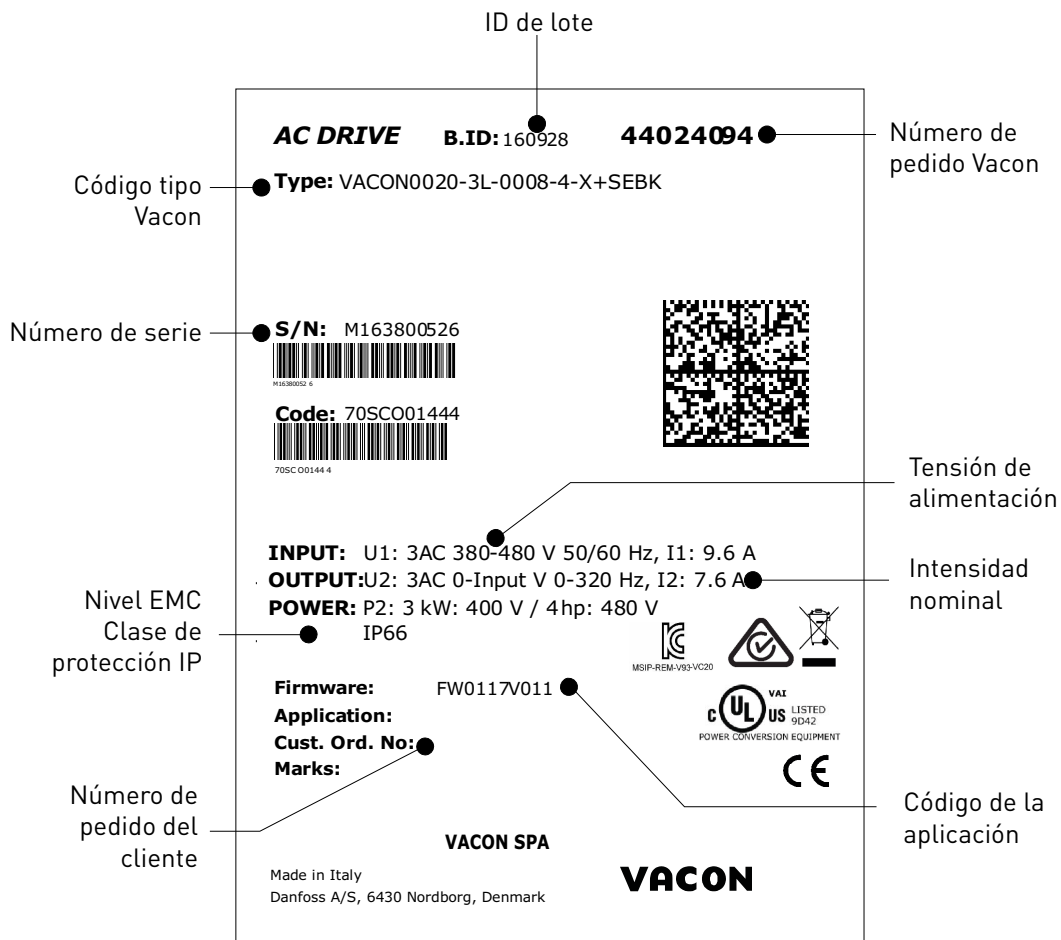 ID de lote
AC DRIVE B.ID: 160928 44024094
Número de
pedido Vacon
Código tipo
Vacon
Type: VACON0020-3L-0008-4-X+SEBK
Número de serie
S/N: M163800526
M16380052 6
Code: 70SCO01444
70SC O0144 4
Tensión de
alimentación
INPUT: U1: 3AC 380-480 V 50/60 Hz, I1: 9.6 A
OUTPUT:U2: 3AC 0-Input V 0-320 Hz, I2: 7.6 A
Intensidad
nominal
POWER: P2: 3 kW: 400 V / 4hp: 480 V
IP66
Nivel EMC
Clase de
protección IP
MSIP-REM-V93-VC20
Firmware: FW0117V011
Application:
Cust. Ord. No:
Marks:
C UL US VAI
LISTED
9D42
POWER CONVERSION EQUIPMENT
CE
Número de
pedido del
cliente
Código de la
aplicación
VACON SPA
Made in Italy
Danfoss A/S, 6430 Nordborg, Denmark
VACON